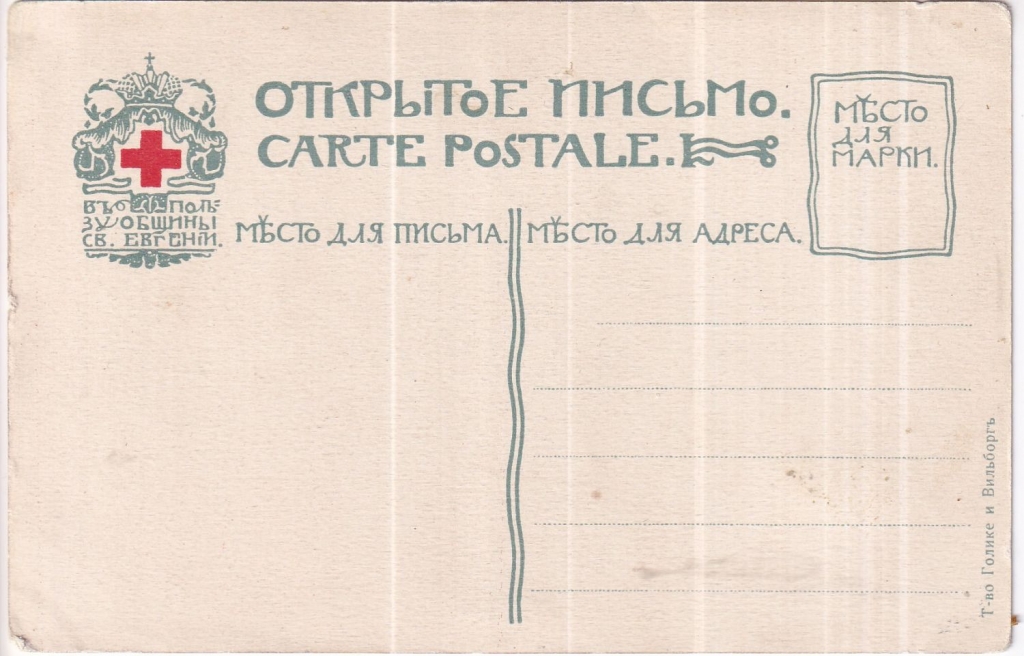 ОТКРЫТОЕ ПИСЬМО.
CARTE POSTALE.
МѢСТО
ДЛЯ
МАРКИ.
ВЪ ПОЛЬ-
ЗУ ОБЩИНЫ
СВ. ЕВГЕНІИ.
МѢСТО ДЛЯ ПИСЬМА.
МѢСТО ДЛЯ АДРЕСА.
Т-во Голике и Вильборгъ